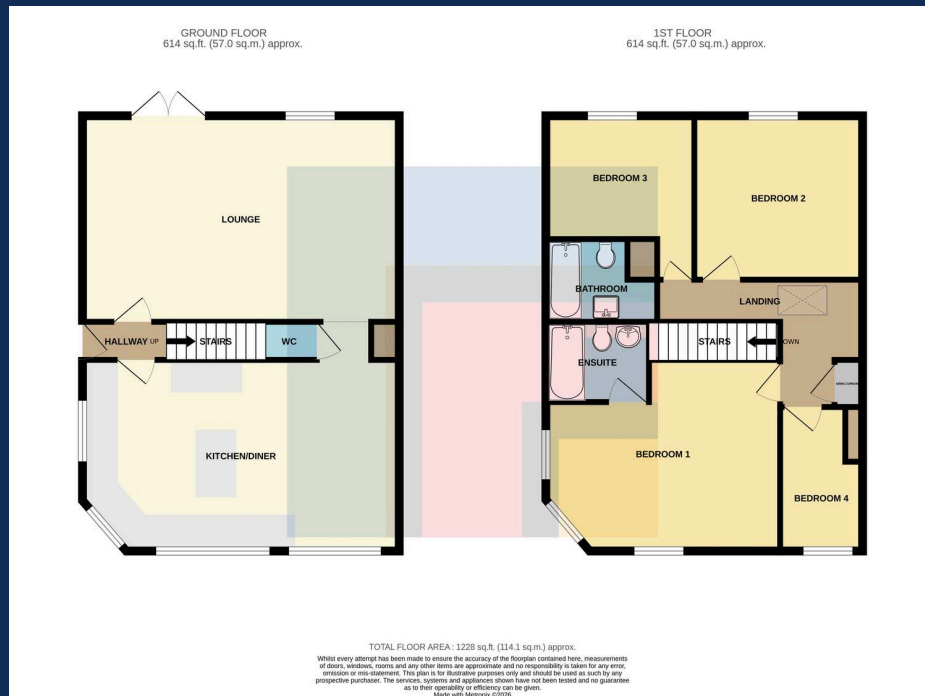 GROUND FLOOR
614 sq.ft. (57.0 sq.m.) approx.
1ST FLOOR
614 sq.ft. (57.0 sq.m.) approx.
LOUNGE
HALLWAY
UP
STAIRS
WC
KITCHEN/DINER
BEDROOM 3
BEDROOM 2
BATHROOM
LANDING
ENSUITE
STAIRS
OWN
BEDROOM 1
BEDROOM 4
TOTAL FLOOR AREA : 1228 sq.ft. (114.1 sq.m.) approx.
Whilst every attempt has been made to ensure the accuracy of the floorplan contained here, measurements
of doors, windows, rooms and any other items are approximate and no responsibility is taken for any error,
omission or mis-statement. This plan is for illustrative purposes only and should be used as such by any
prospective purchaser. The services, systems and appliances shown have not been tested and no guarantee
as to their operability or efficiency can be given.
Made with Metropix ©2026